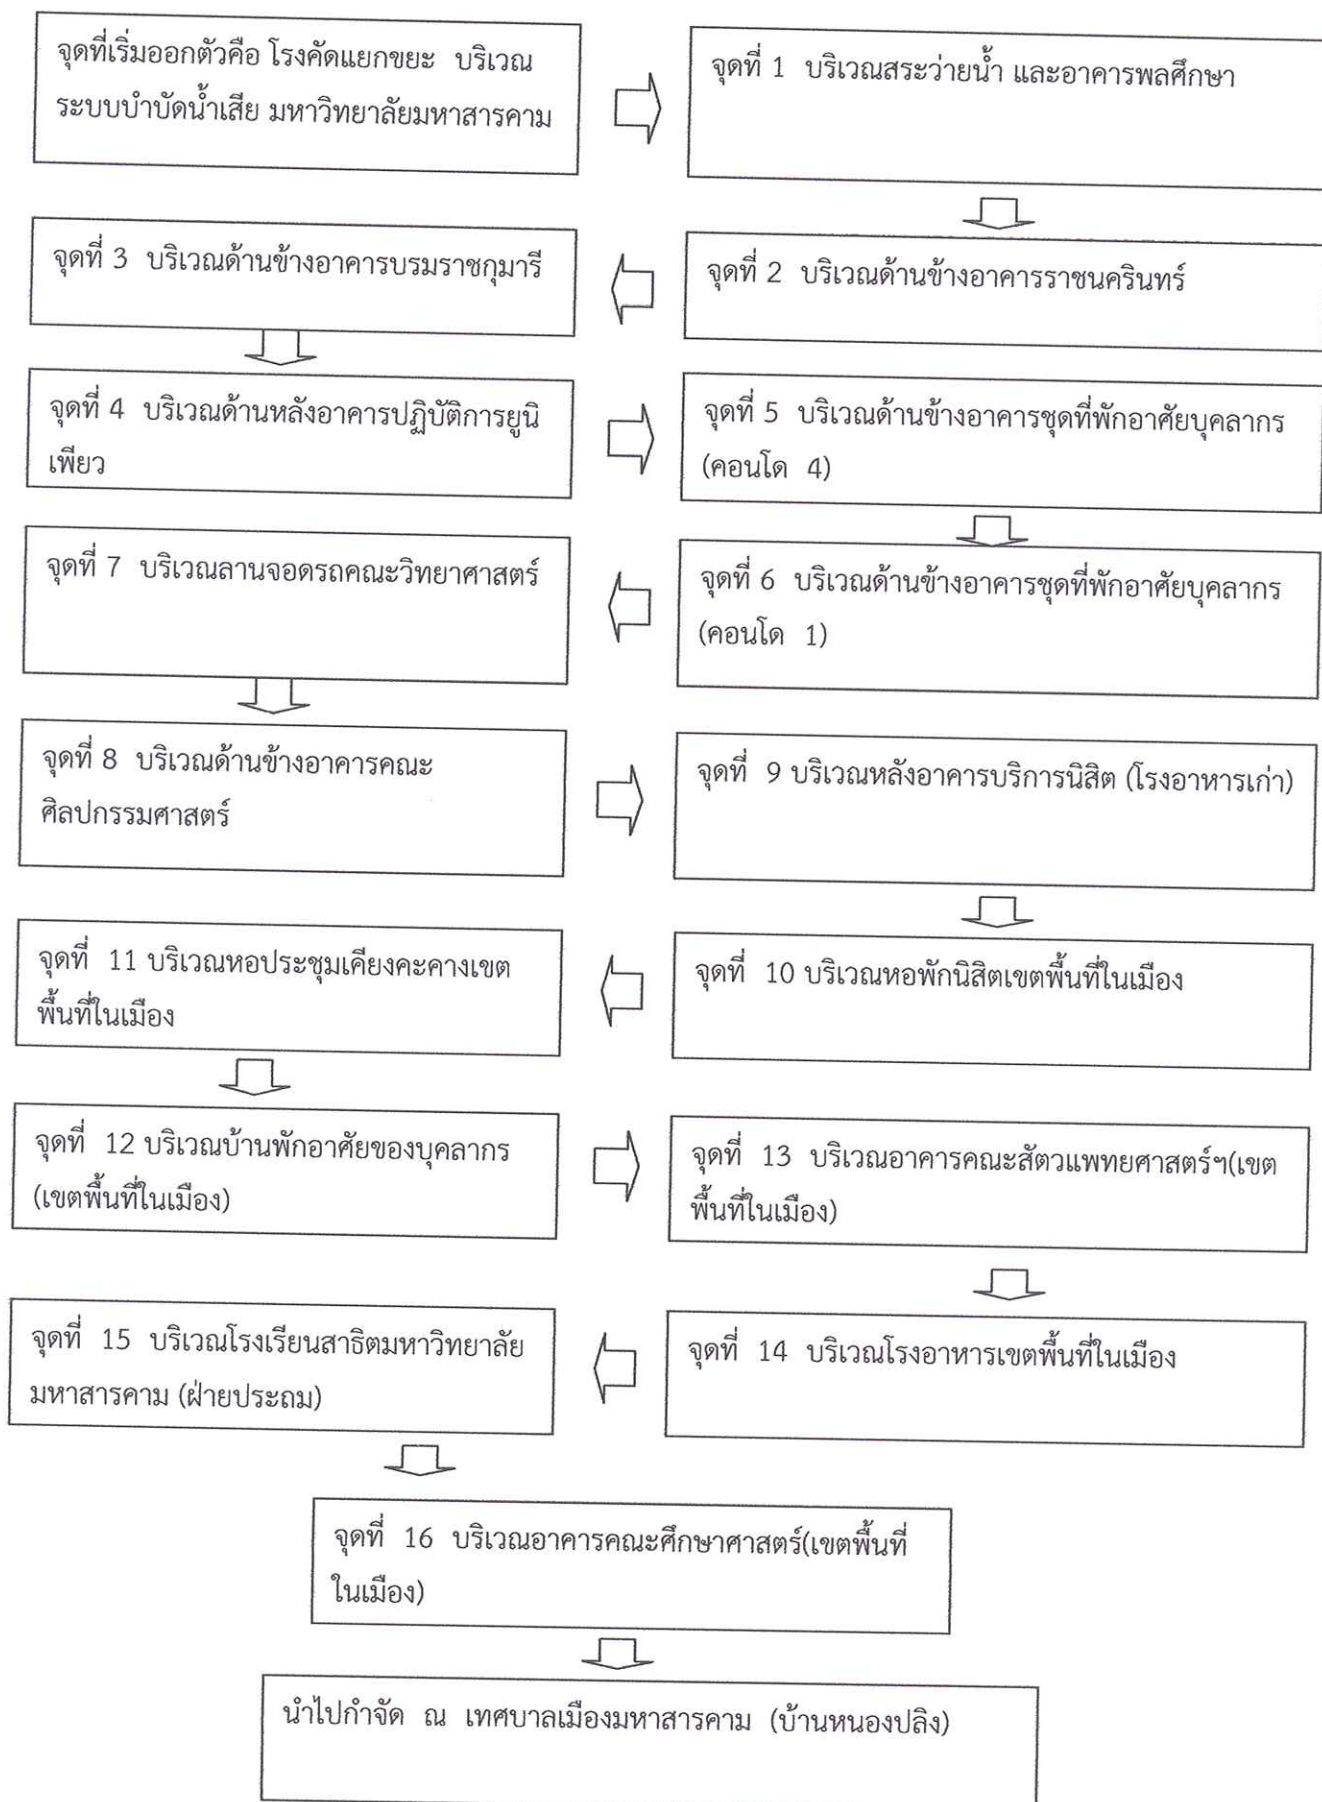 จุดที่เริ่มออกตัวคือ โรงคัดแยกขยะ บริเวณ
ระบบบำบัดน้ำเสีย มหาวิทยาลัยมหาสารคาม
จุดที่ 1 บริเวณสระว่ายน้ำ และอาคารพลศึกษา
จุดที่ 2 บริเวณด้านข้างอาคารราชนครินทร์
จุดที่ 3 บริเวณด้านข้างอาคารบรมราชกุมารี
จุดที่ 4 บริเวณด้านหลังอาคารปฏิบัติการยูนิ
เพียว
จุดที่ 5 บริเวณด้านข้างอาคารชุดที่พักอาศัยบุคลากร
(คอนโด 4)
จุดที่ 6 บริเวณด้านข้างอาคารชุดที่พักอาศัยบุคลากร
(คอนโด 1)
จุดที่ 7 บริเวณลานจอดรถคณะวิทยาศาสตร์
จุดที่ 8 บริเวณด้านข้างอาคารคณะ
ศิลปกรรมศาสตร์
จุดที่ 9 บริเวณหลังอาคารบริการนิสิต (โรงอาหารเก่า)
จุดที่ 10 บริเวณหอพักนิสิตเขตพื้นที่ในเมือง
จุดที่ 11 บริเวณหอประชุมเคียงคะคางเขต
พื้นที่ในเมือง
จุดที่ 12 บริเวณบ้านพักอาศัยของบุคลากร
(เขตพื้นที่ในเมือง)
จุดที่ 13 บริเวณอาคารคณะสัตวแพทยศาสตร์ฯ(เขต
พื้นที่ในเมือง)
จุดที่ 14 บริเวณโรงอาหารเขตพื้นที่ในเมือง
จุดที่ 15 บริเวณโรงเรียนสาธิตมหาวิทยาลัย
มหาสารคาม (ฝ่ายประถม)
จุดที่ 16 บริเวณอาคารคณะศึกษาศาสตร์(เขตพื้นที่
ในเมือง)
นำไปกำจัด ณ เทศบาลเมืองมหาสารคาม (บ้านหนองปลิง)